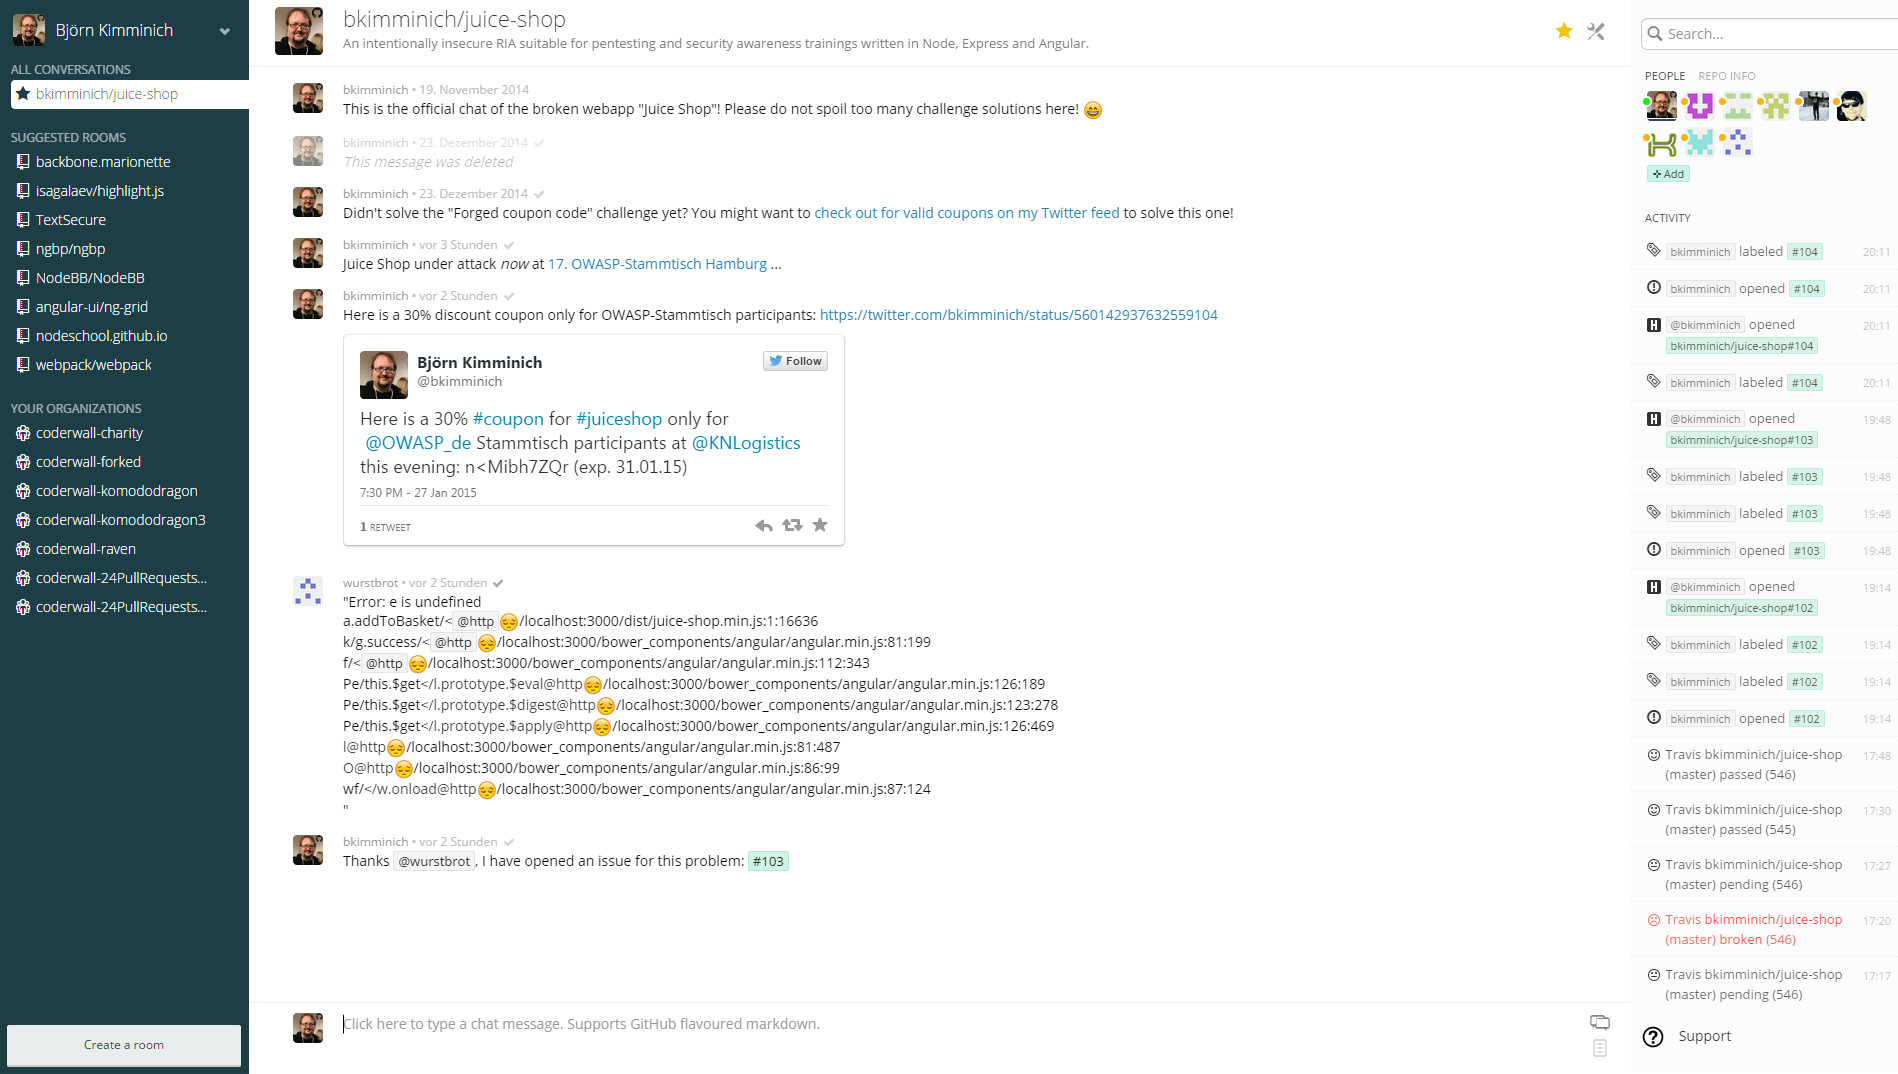 Björn Kimminich
ALL CONVERSATIONS
bkimminich/juice-shop
SUGGESTED ROOMS
backbone.marionette
isagalaev/highlight.js
TextSecure
ngbp/ngbp
NodeBB/NodeBB
angular-ui/ng-grid
nodeschool.github.io
webpack/webpack
YOUR ORGANIZATIONS
coderwall-charity
coderwall-forked
coderwall-komododragon
coderwall-komododragon3
coderwall-raven
coderwall-24PullRequests...
coderwall-24PullRequests...
Create a room
bkimminich/juice-shop
An intentionally insecure RIA suitable for pentesting and security awareness trainings written in Node, Express and Angular.
bkimminich • 19. November 2014
This is the official chat of the broken webapp "Juice Shop"! Please do not spoil too many challenge solutions here!
bkimminich • 23. Dezember 2014
This message was deleted
bkimminich • 23. Dezember 2014
Didn't solve the "Forged coupon code" challenge yet? You might want to check out for valid coupons on my Twitter feed to solve this one!
bkimminich • vor 3 Stunden
Juice Shop under attack now at 17. OWASP-Stammtisch Hamburg ...
bkimminich • vor 2 Stunden
Here is a 30% discount coupon only for OWASP-Stammtisch participants: https://twitter.com/bkimminich/status/560142937632559104
Björn Kimminich
Follow
@bkimminich
Here is a 30% #coupon for #juiceshop only for
@OWASP_de Stammtisch participants at @KNLogistics
this evening: n<Mibh7ZQr (exp. 31.01.15)
7:30 PM - 27 Jan 2015
1 RETWEET
wurstbrot • vor 2 Stunden
"Error: e is undefined
a.addToBasket/< @http /localhost:3000/dist/juice-shop.min.js:1:16636
k/g.success/< @http /localhost:3000/bower_components/angular/angular.min.js:81:199
f/< @http /localhost:3000/bower_components/angular/angular.min.js:112:343
Pe/this.$get</l.prototype.$eval@http /localhost:3000/bower_components/angular/angular.min.js:126:189
Pe/this.$get</l.prototype.$digest@http /localhost:3000/bower_components/angular/angular.min.js:123:278
Pe/this.$get</l.prototype.$apply@http /localhost:3000/bower_components/angular/angular.min.js:126:469
l@http /localhost:3000/bower_components/angular/angular.min.js:81:487
O@http /localhost:3000/bower_components/angular/angular.min.js:86:99
wf/</w.onload@http /localhost:3000/bower_components/angular/angular.min.js:87:124
"
bkimminich • vor 2 Stunden
Thanks @wurstbrot , I have opened an issue for this problem: #103
Click here to type a chat message. Supports GitHub flavoured markdown.
Search...
PEOPLE REPO INFO
Add
ACTIVITY
bkimminich labeled #104 20:11
bkimminich opened #104 20:11
@bkimminich opened 20:11
bkimminich/juice-shop#104
bkimminich labeled #104 20:11
@bkimminich opened 19:48
bkimminich/juice-shop#103
bkimminich labeled #103 19:48
bkimminich labeled #103 19:48
bkimminich opened #103 19:48
@bkimminich opened 19:14
bkimminich/juice-shop#102
bkimminich labeled #102 19:14
bkimminich labeled #102 19:14
bkimminich opened #102 19:14
Travis bkimminich/juice-shop 17:48
(master) passed (546)
Travis bkimminich/juice-shop 17:30
(master) passed (545)
Travis bkimminich/juice-shop 17:27
(master) pending (546)
Travis bkimminich/juice-shop 17:20
(master) broken (546)
Travis bkimminich/juice-shop 17:17
(master) pending (546)
Support